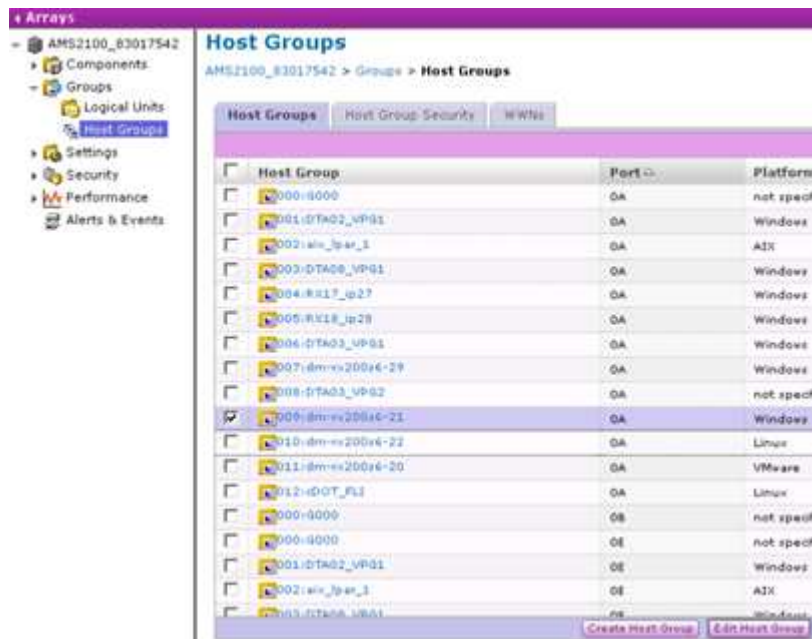 Arrays
AMS2100_83017542
Components
Groups
Logical Units
Host Groups
Settings
Security
Performance
Alerts & Events
Host Groups
AMS2100_83017542 > Groups > Host Groups
Host Groups Host Group Security WWNs
Host Group Port Platform
000:G000 0A not specif
001:DTA02_VPG1 0A Windows
002:aix_lpar_1 0A AIX
003:DTA08_VPG1 0A Windows
004:RX17_ip27 0A Windows
005:RX18_ip28 0A Windows
006:DTA03_VPG1 0A Windows
007:dm-rx200s6-29 0A Windows
008:DTA03_VPG2 0A not specif
009:dm-rx200s6-21 0A Windows
010:dm-rx200s6-22 0A Linux
011:dm-rx200s6-20 0A VMware
012:cDOT_FLI 0A Linux
000:G000 0B not specif
000:G000 0E not specif
001:DTA02_VPG1 0E Windows
002:aix_lpar_1 0E AIX
003:DTA08_VPG1 0E Windows
Create Host Group Edit Host Group